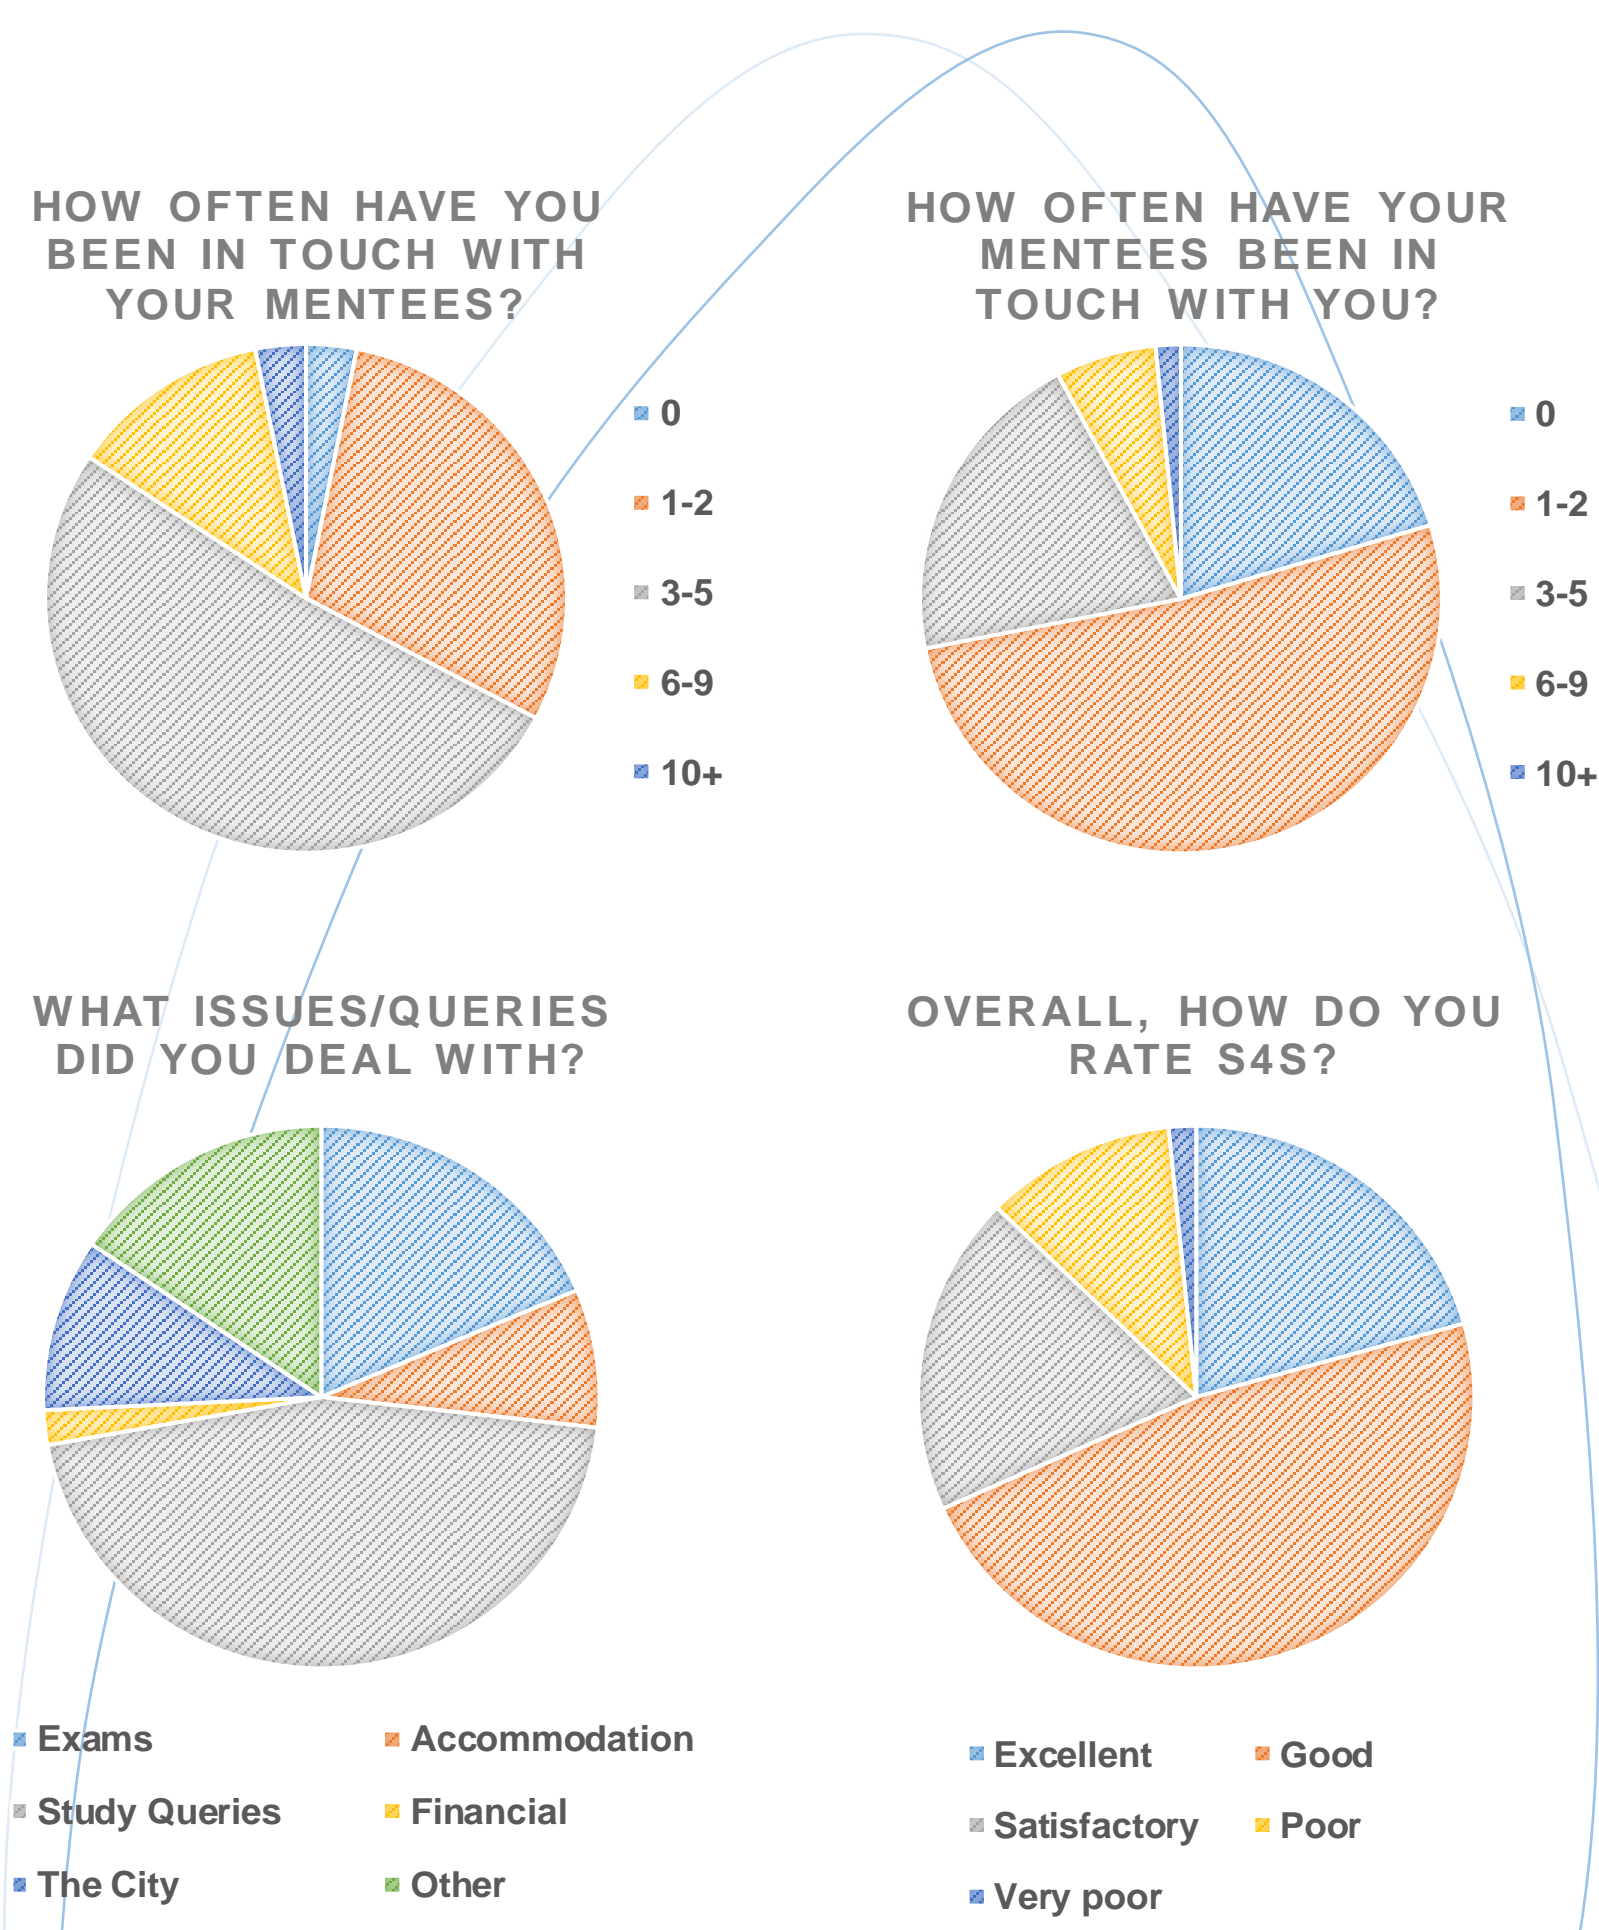 HOW OFTEN HAVE YOU
BEEN IN TOUCH WITH
YOUR MENTEES?
0
1-2
3-5
6-9
10+
HOW OFTEN HAVE YOUR
MENTEES BEEN IN
TOUCH WITH YOU?
0
1-2
3-5
6-9
10+
WHAT ISSUES/QUERIES
DID YOU DEAL WITH?
Exams
Accommodation
Study Queries
Financial
The City
Other
OVERALL, HOW DO YOU
RATE S4S?
Excellent
Good
Satisfactory
Poor
Very poor